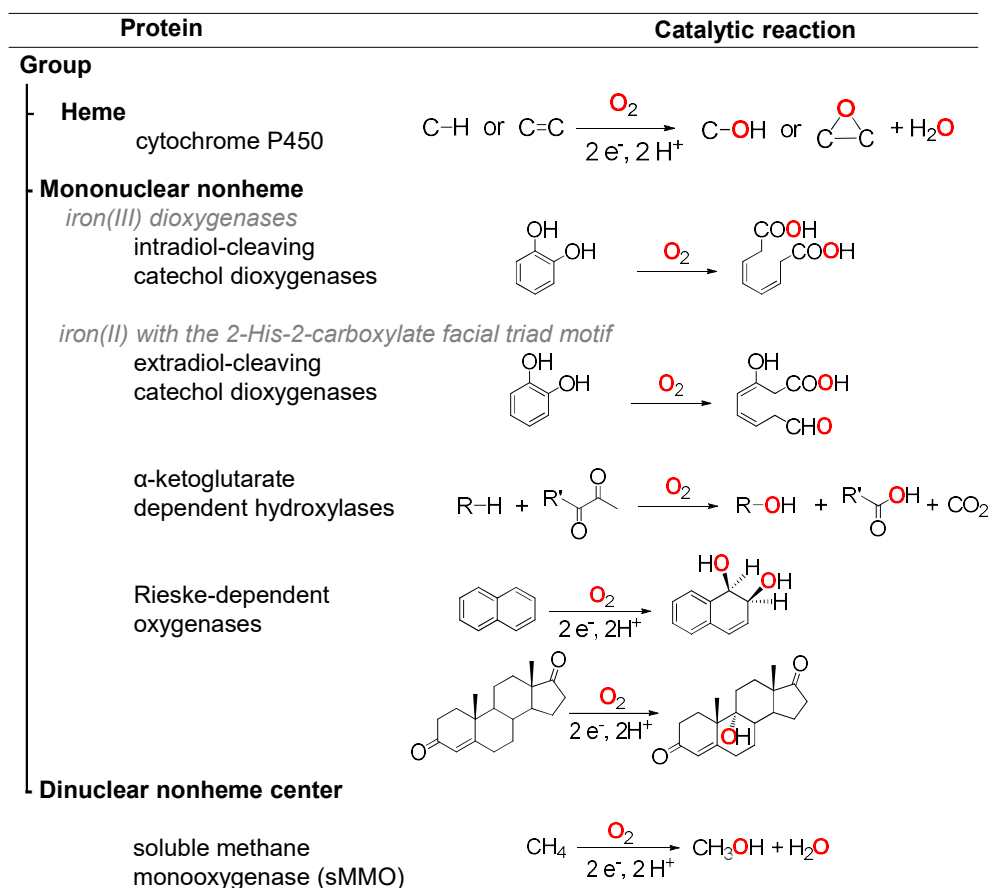 Protein Catalytic reaction
Group
Heme
cytochrome P450
C-H or C=C O2 2 e-, 2 H+ C-OH or O C C + H2O
Mononuclear nonheme
iron(III) dioxygenases
intradiol-cleaving
catechol dioxygenases
OH OH O2 COOH COOH
iron(II) with the 2-His-2-carboxylate facial triad motif
extradiol-cleaving
catechol dioxygenases
OH OH O2 OH COOH CHO
α-ketoglutarate
dependent hydroxylases
R-H + R' O O O2 R-OH + R' OH O + CO2
Rieske-dependent
oxygenases
O2 2 e-, 2H+ HO H OH H
O O O2 2 e-, 2H+ O O OH
Dinuclear nonheme center
soluble methane
monooxygenase (sMMO)
CH4 O2 2 e-, 2 H+ CH3OH + H2O